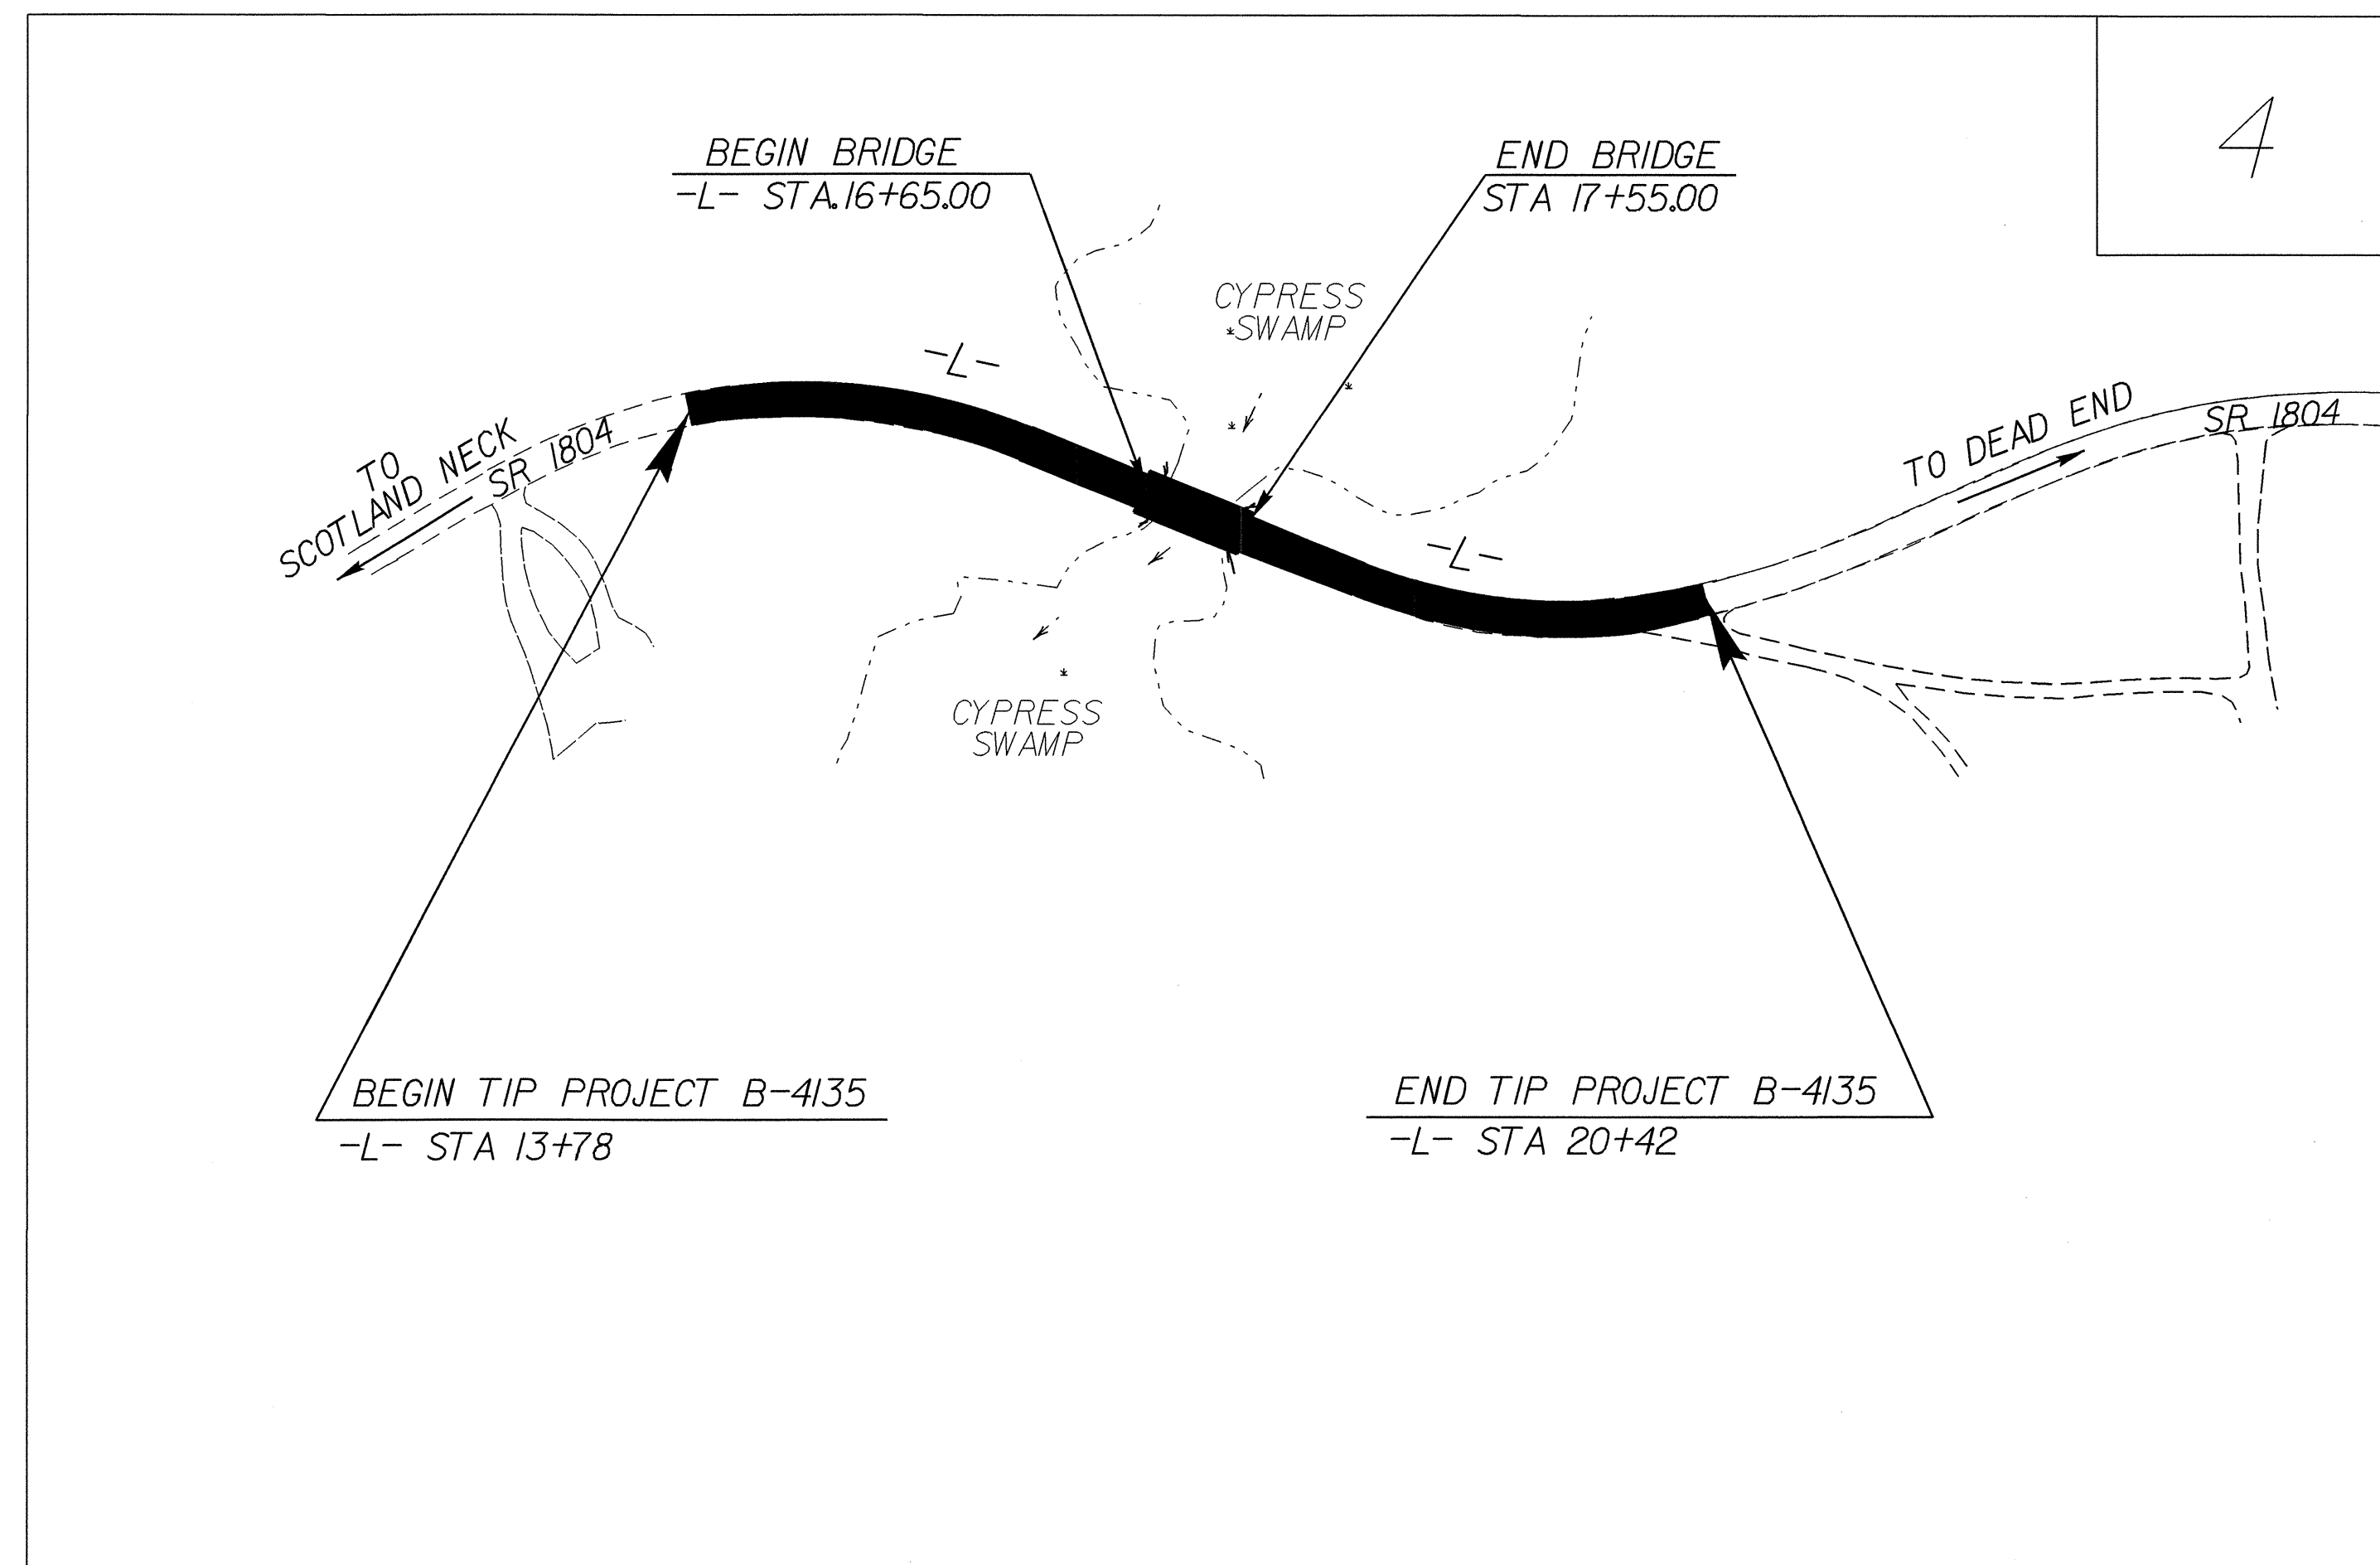 4
BEGIN BRIDGE
-L- STA. 16+65.00
END BRIDGE
STA 17+55.00
CYPRESS
SWAMP
-L-
TO
SCOTLAND NECK
SR 1804
TO DEAD END
SR 1804
-L-
CYPRESS
SWAMP
BEGIN TIP PROJECT B-4135
-L- STA 13+78
END TIP PROJECT B-4135
-L- STA 20+42